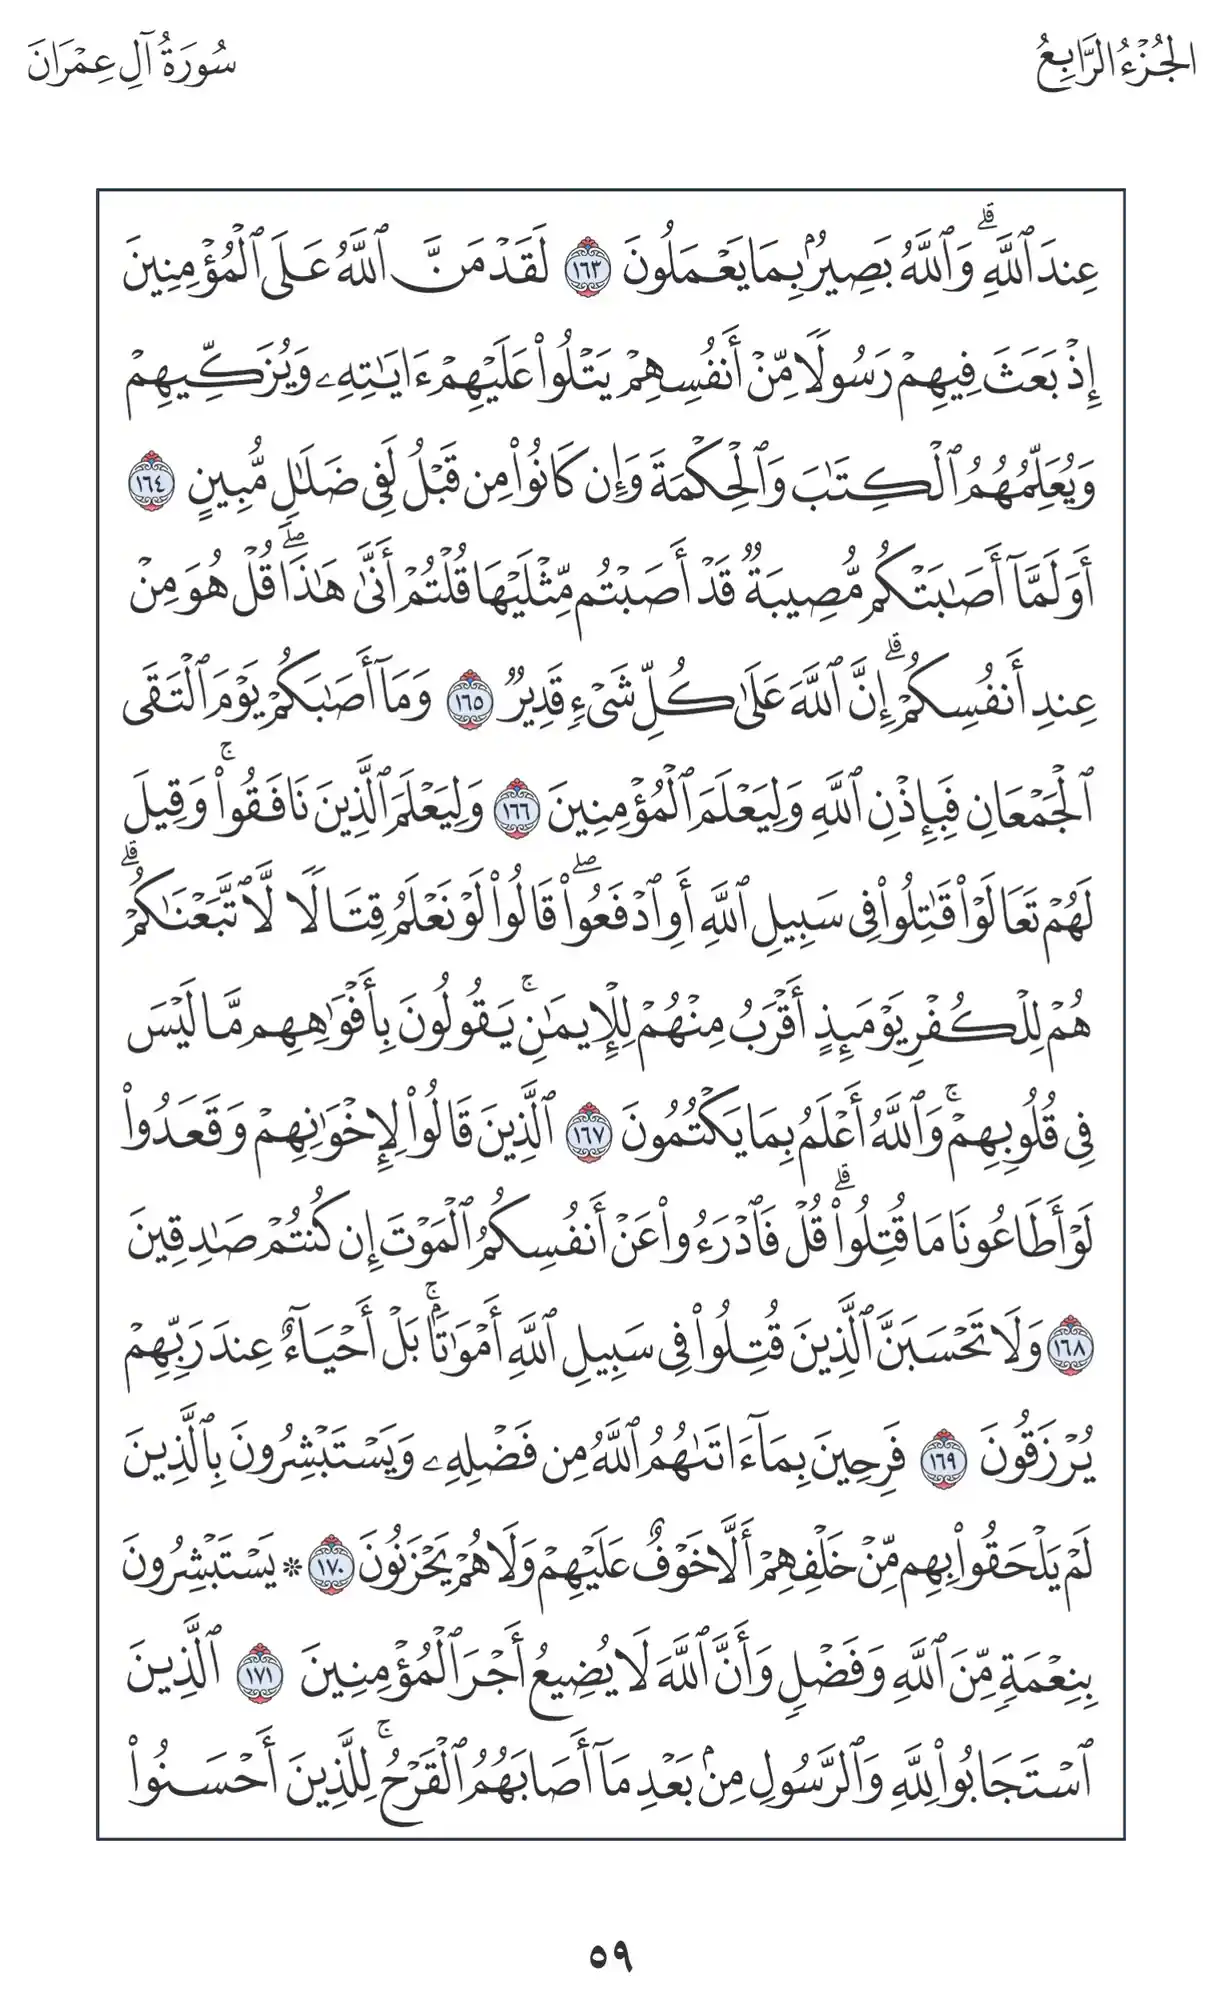 الجُزْءُ الرَّابِعُ
سُورَةُ آلِ عِمْرَانَ
عِندَ ٱللَّهِۗ وَٱللَّهُ بَصِيرُۢ بِمَا يَعْمَلُونَ ١٦٣ لَقَدْ مَنَّ ٱللَّهُ عَلَى ٱلْمُؤْمِنِينَ
إِذْ بَعَثَ فِيهِمْ رَسُولًا مِّنْ أَنفُسِهِمْ يَتْلُوا۟ عَلَيْهِمْ ءَايَـٰتِهِۦ وَيُزَكِّيهِمْ
وَيُعَلِّمُهُمُ ٱلْكِتَـٰبَ وَٱلْحِكْمَةَ وَإِن كَانُوا۟ مِن قَبْلُ لَفِى ضَلَـٰلٍ مُّبِينٍ ١٦٤
أَوَلَمَّآ أَصَـٰبَتْكُم مُّصِيبَةٌ قَدْ أَصَبْتُم مِّثْلَيْهَا قُلْتُمْ أَنَّىٰ هَـٰذَاۖ قُلْ هُوَ مِنْ
عِندِ أَنفُسِكُمْۗ إِنَّ ٱللَّهَ عَلَىٰ كُلِّ شَىْءٍ قَدِيرٌ ١٦٥ وَمَآ أَصَـٰبَكُمْ يَوْمَ ٱلْتَقَى
ٱلْجَمْعَانِ فَبِإِذْنِ ٱللَّهِ وَلِيَعْلَمَ ٱلْمُؤْمِنِينَ ١٦٦ وَلِيَعْلَمَ ٱلَّذِينَ نَافَقُوا۟ۚ وَقِيلَ
لَهُمْ تَعَالَوْا۟ قَـٰتِلُوا۟ فِى سَبِيلِ ٱللَّهِ أَوِ ٱدْفَعُوا۟ۖ قَالُوا۟ لَوْ نَعْلَمُ قِتَالًا لَّٱتَّبَعْنَـٰكُمْۗ
هُمْ لِلْكُفْرِ يَوْمَئِذٍ أَقْرَبُ مِنْهُمْ لِلْإِيمَـٰنِۚ يَقُولُونَ بِأَفْوَٰهِهِم مَّا لَيْسَ
فِى قُلُوبِهِمْۚ وَٱللَّهُ أَعْلَمُ بِمَا يَكْتُمُونَ ١٦٧ ٱلَّذِينَ قَالُوا۟ لِإِخْوَٰنِهِمْ وَقَعَدُوا۟
لَوْ أَطَاعُونَا مَا قُتِلُوا۟ۗ قُلْ فَٱدْرَءُوا۟ عَنْ أَنفُسِكُمُ ٱلْمَوْتَ إِن كُنتُمْ صَـٰدِقِينَ
١٦٨ وَلَا تَحْسَبَنَّ ٱلَّذِينَ قُتِلُوا۟ فِى سَبِيلِ ٱللَّهِ أَمْوَٰتَۢاۚ بَلْ أَحْيَآءٌ عِندَ رَبِّهِمْ
يُرْزَقُونَ ١٦٩ فَرِحِينَ بِمَآ ءَاتَىٰهُمُ ٱللَّهُ مِن فَضْلِهِۦ وَيَسْتَبْشِرُونَ بِٱلَّذِينَ
لَمْ يَلْحَقُوا۟ بِهِم مِّنْ خَلْفِهِمْ أَلَّا خَوْفٌ عَلَيْهِمْ وَلَا هُمْ يَحْزَنُونَ ١٧٠ * يَسْتَبْشِرُونَ
بِنِعْمَةٍ مِّنَ ٱللَّهِ وَفَضْلٍ وَأَنَّ ٱللَّهَ لَا يُضِيعُ أَجْرَ ٱلْمُؤْمِنِينَ ١٧١ ٱلَّذِينَ
ٱسْتَجَابُوا۟ لِلَّهِ وَٱلرَّسُولِ مِنۢ بَعْدِ مَآ أَصَابَهُمُ ٱلْقَرْحُۚ لِلَّذِينَ أَحْسَنُوا۟
٥٩